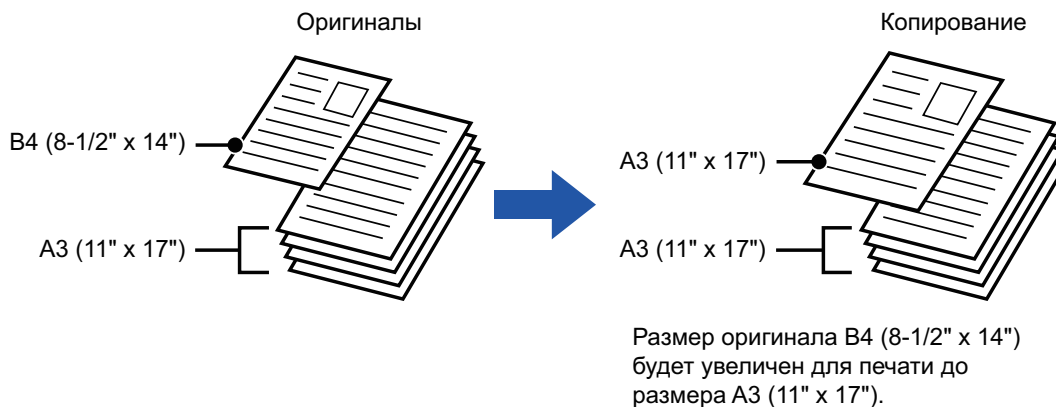 Оригиналы
Копирование
B4 (8-1/2" x 14")
A3 (11" x 17")
A3 (11" x 17")
A3 (11" x 17")
Размер оригинала B4 (8-1/2" x 14")
будет увеличен для печати до
размера A3 (11" x 17").